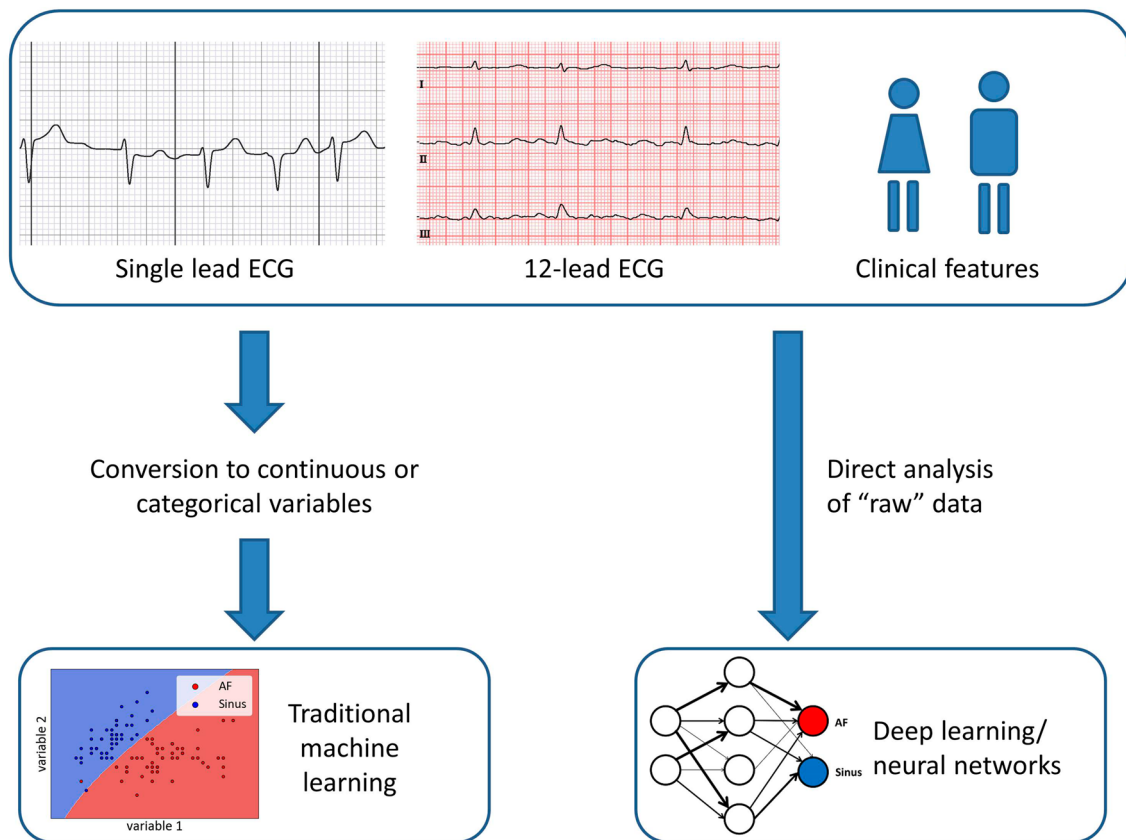 I
II
III
Single lead ECG
12-lead ECG
Clinical features
Conversion to continuous or
categorical variables
Direct analysis
of “raw” data
AF
Sinus
variable 2
variable 1
Traditional
machine
learning
AF
Sinus
Deep learning/
neural networks